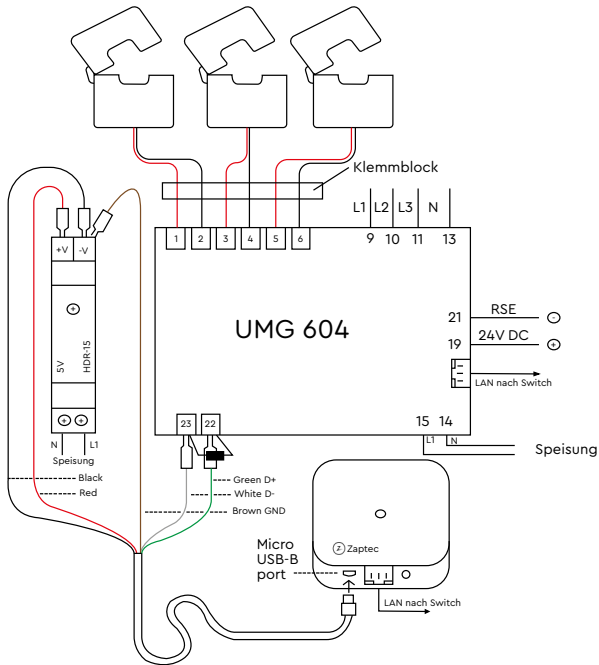 Klemmblock
L1 L2 L3 N
9 10 11 13
1 2 3 4 5 6
+V -V
UMG 604
21 RSE -
19 24V DC +
LAN nach Switch
5V HDR-15
N L1
Speisung
23 22
15 14
L1 N
Speisung
Black
Red
Green D+
White D-
Brown GND
Micro
USB-B
port
Zaptec
LAN nach Switch